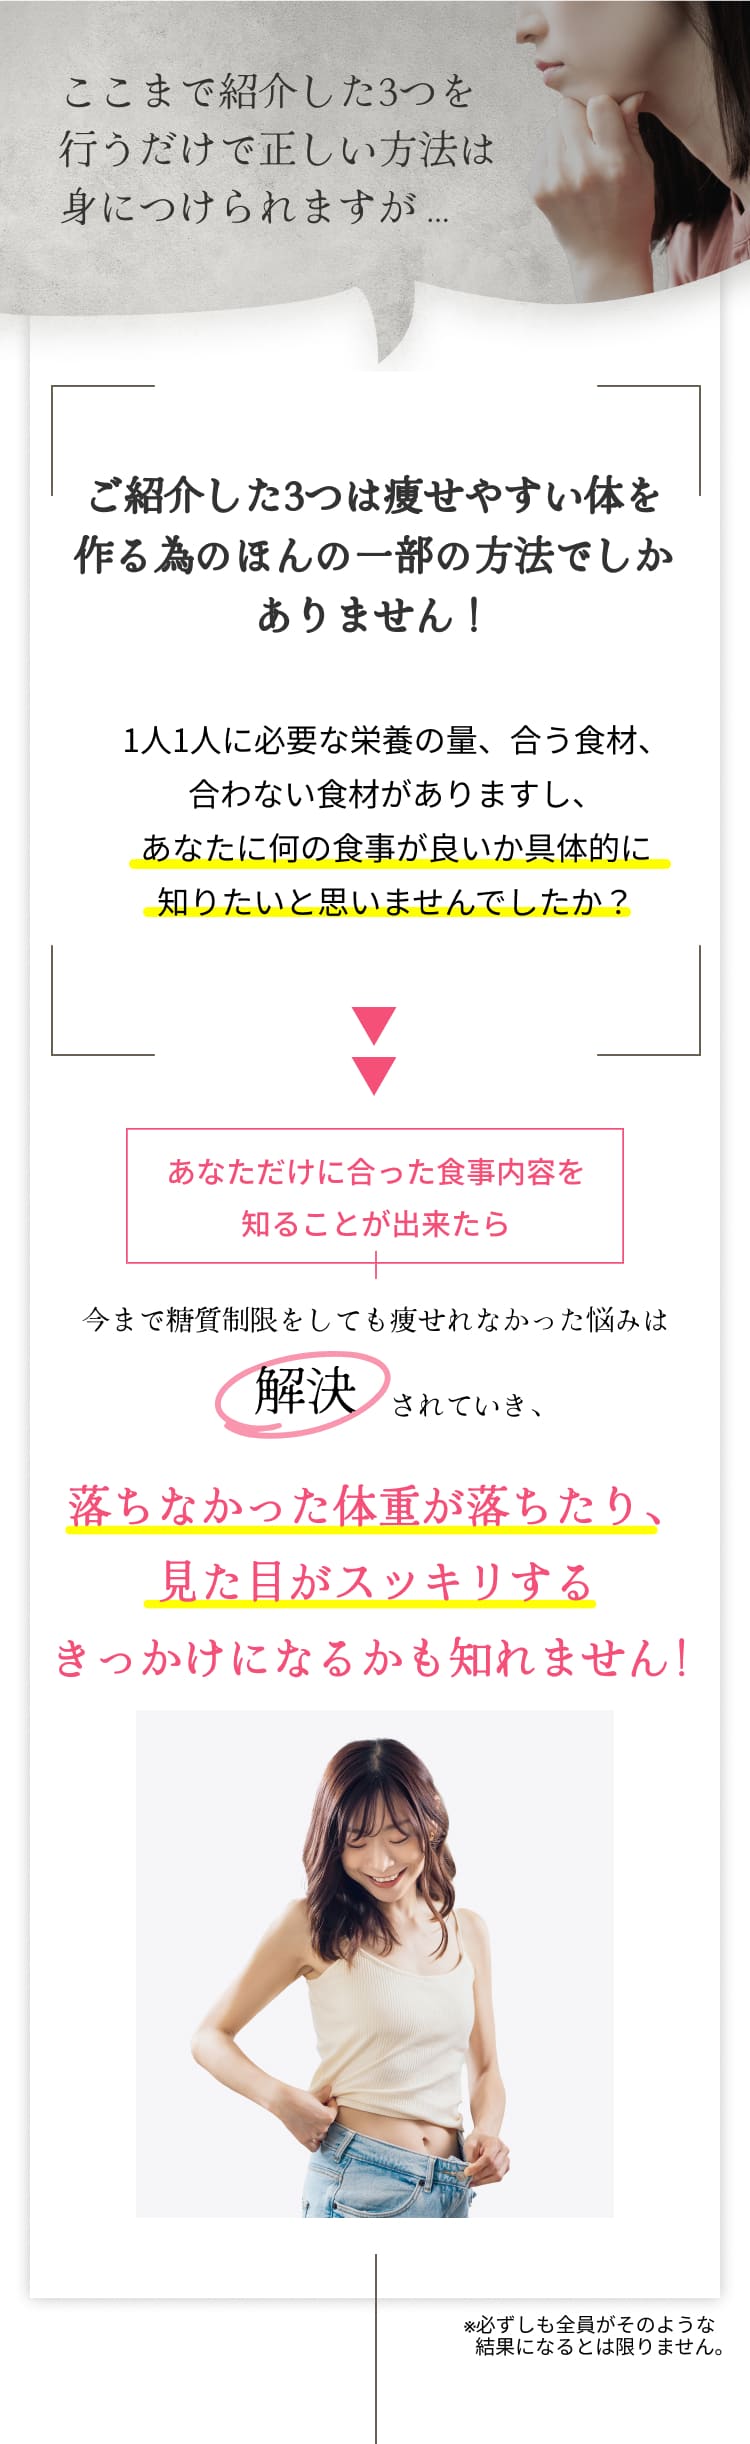 ここまで紹介した3つを
行うだけで正しい方法は
身につけられますが...
ご紹介した3つは痩せやすい体を
作る為のほんの一部の方法でしか
ありません！
1人1人に必要な栄養の量、合う食材、
合わない食材がありますし、
あなたに何の食事が良いか具体的に
知りたいと思いませんでしたか？
あなただけに合った食事内容を
知ることが出来たら
今まで糖質制限をしても痩せれなかった悩みは
解決されていき、
落ちなかった体重が落ちたり、
見た目がスッキリする
きっかけになるかも知れません!
※必ずしも全員がそのような
結果になるとは限りません。